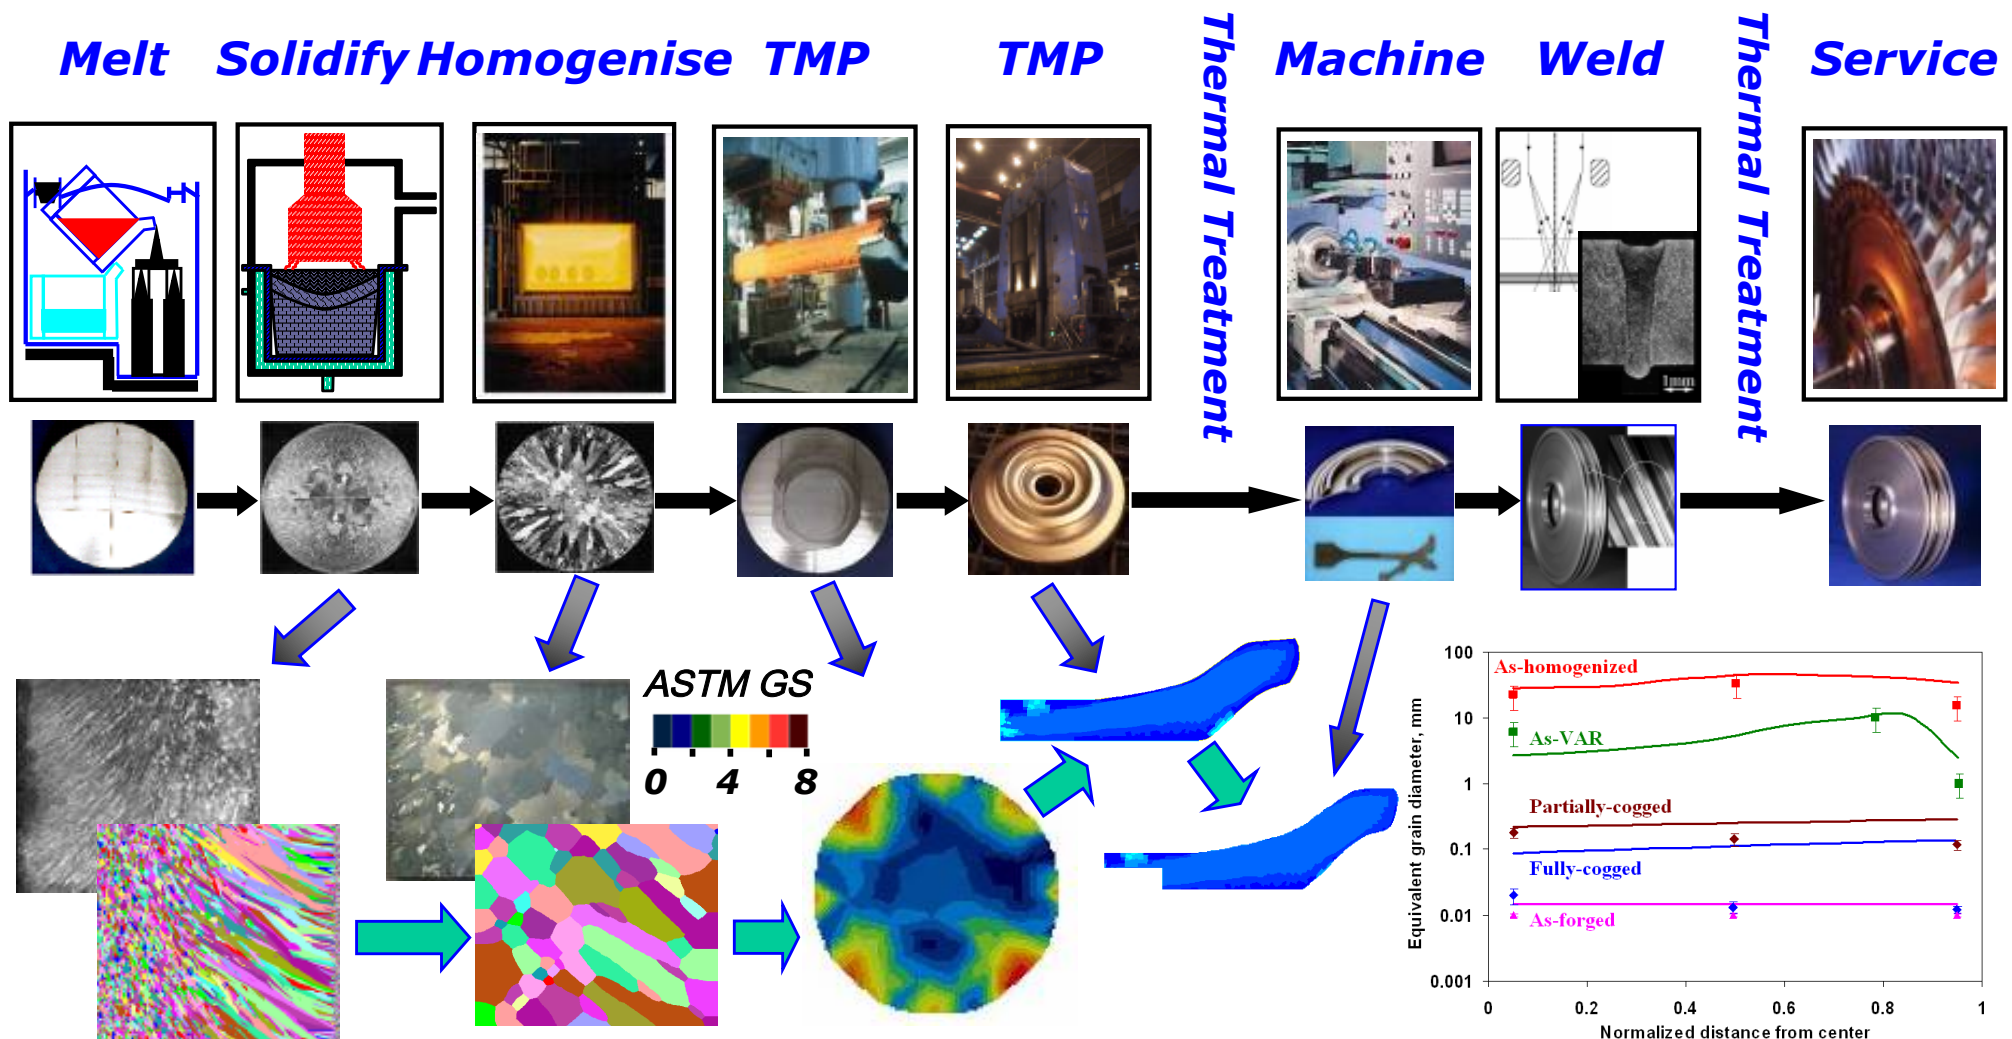 Melt
Solidify
Homogenise
TMP
TMP
Thermal Treatment
Machine
Weld
Thermal Treatment
Service
1mm
ASTM GS
0 4 8
100
10
1
0.1
0.01
0.001
Equivalent grain diameter, mm
As-homogenized
As-VAR
Partially-cogged
Fully-cogged
As-forged
0 0.2 0.4 0.6 0.8 1
Normalized distance from center